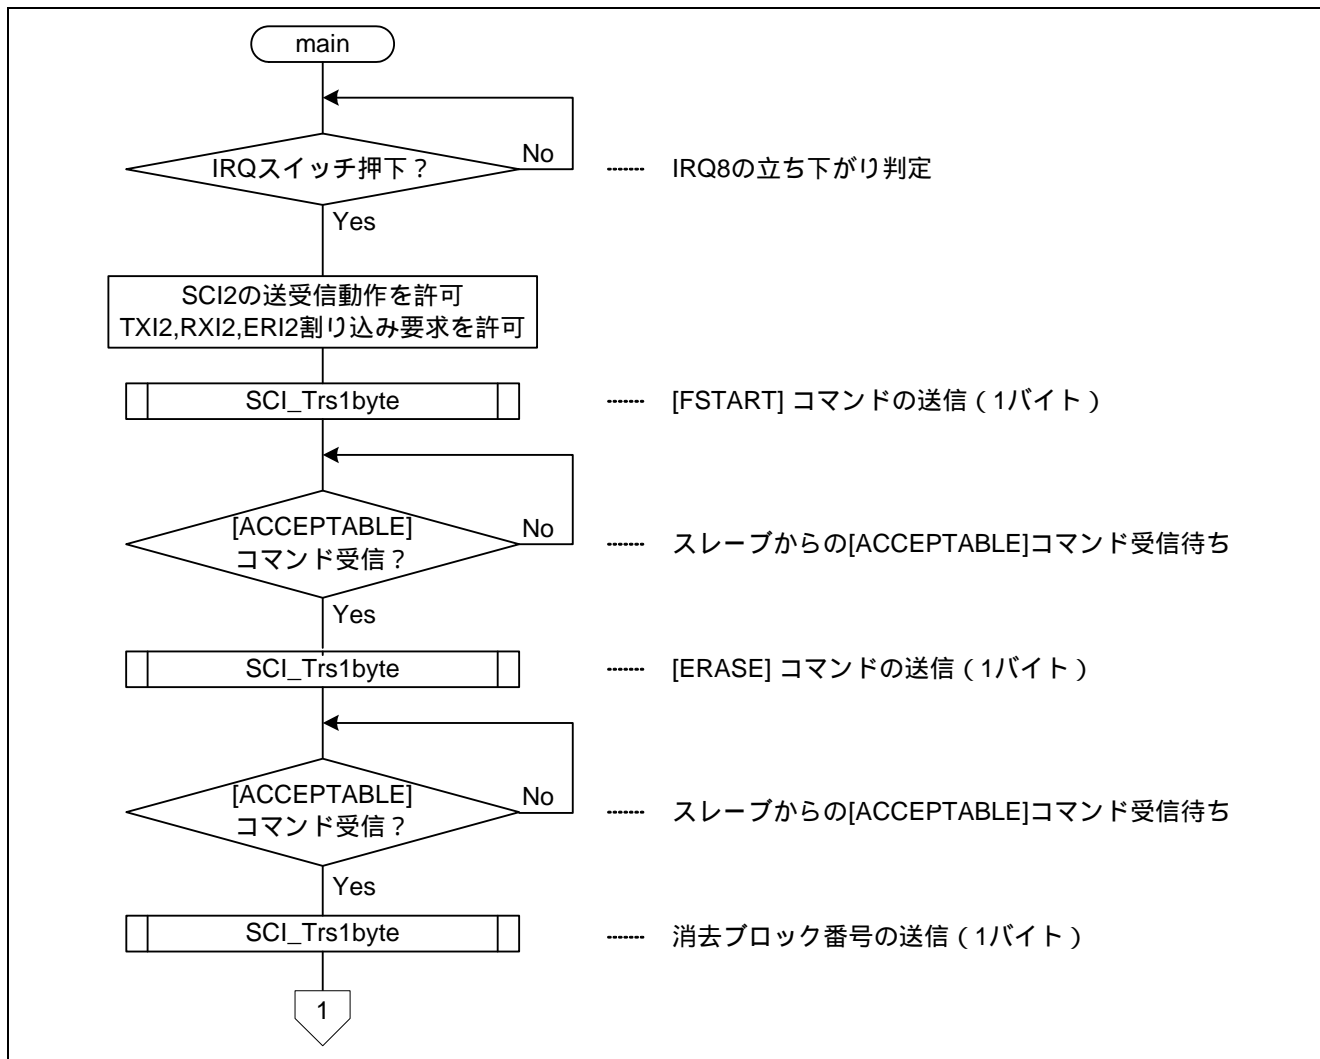 main
IRQスイッチ押下？
No
IRQ8の立ち下がり判定
Yes
SCI2の送受信動作を許可
TXI2,RXI2,ERI2割り込み要求を許可
SCI_Trs1byte
[FSTART] コマンドの送信（1バイト）
[ACCEPTABLE]
コマンド受信？
No
スレーブからの[ACCEPTABLE]コマンド受信待ち
Yes
SCI_Trs1byte
[ERASE] コマンドの送信（1バイト）
[ACCEPTABLE]
コマンド受信？
No
スレーブからの[ACCEPTABLE]コマンド受信待ち
Yes
SCI_Trs1byte
消去ブロック番号の送信（1バイト）
1